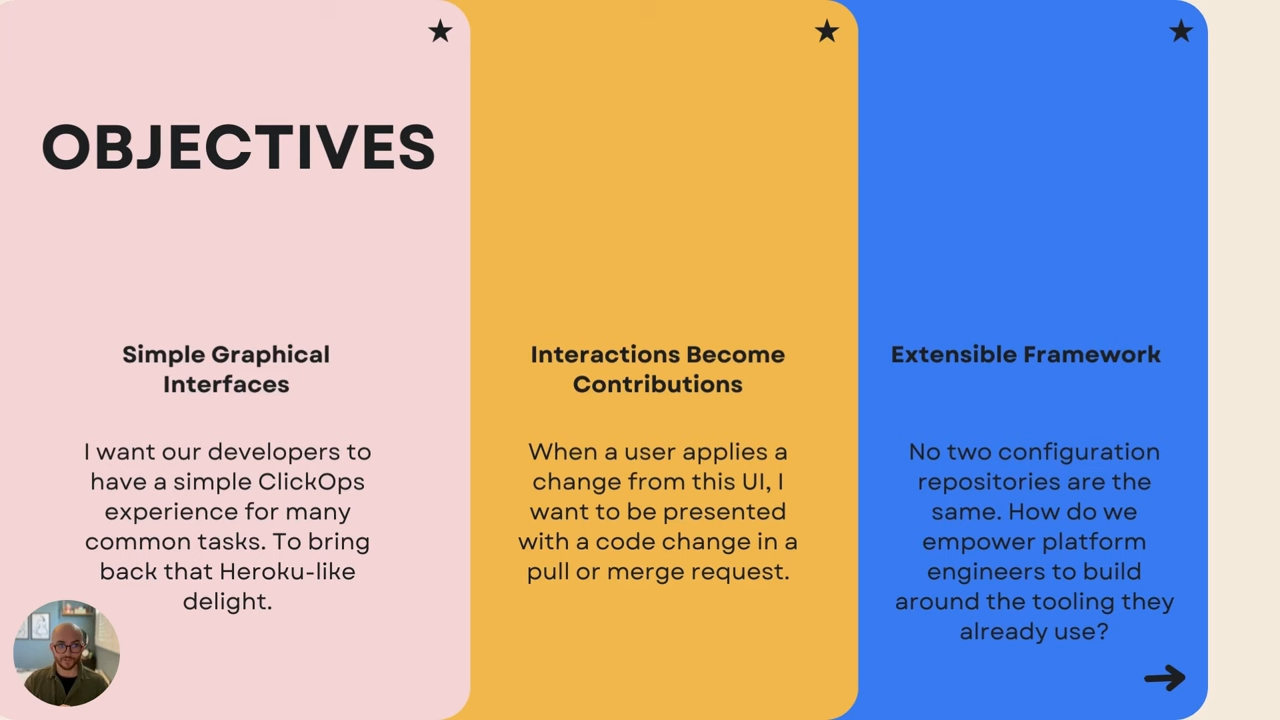 OBJECTIVES
Simple Graphical
Interfaces
I want our developers to
have a simple ClickOps
experience for many
common tasks. To bring
back that Heroku-like
delight.
Interactions Become
Contributions
When a user applies a
change from this UI, I
want to be presented
with a code change in a
pull or merge request.
Extensible Framework
No two configuration
repositories are the
same. How do we
empower platform
engineers to build
around the tooling they
already use?